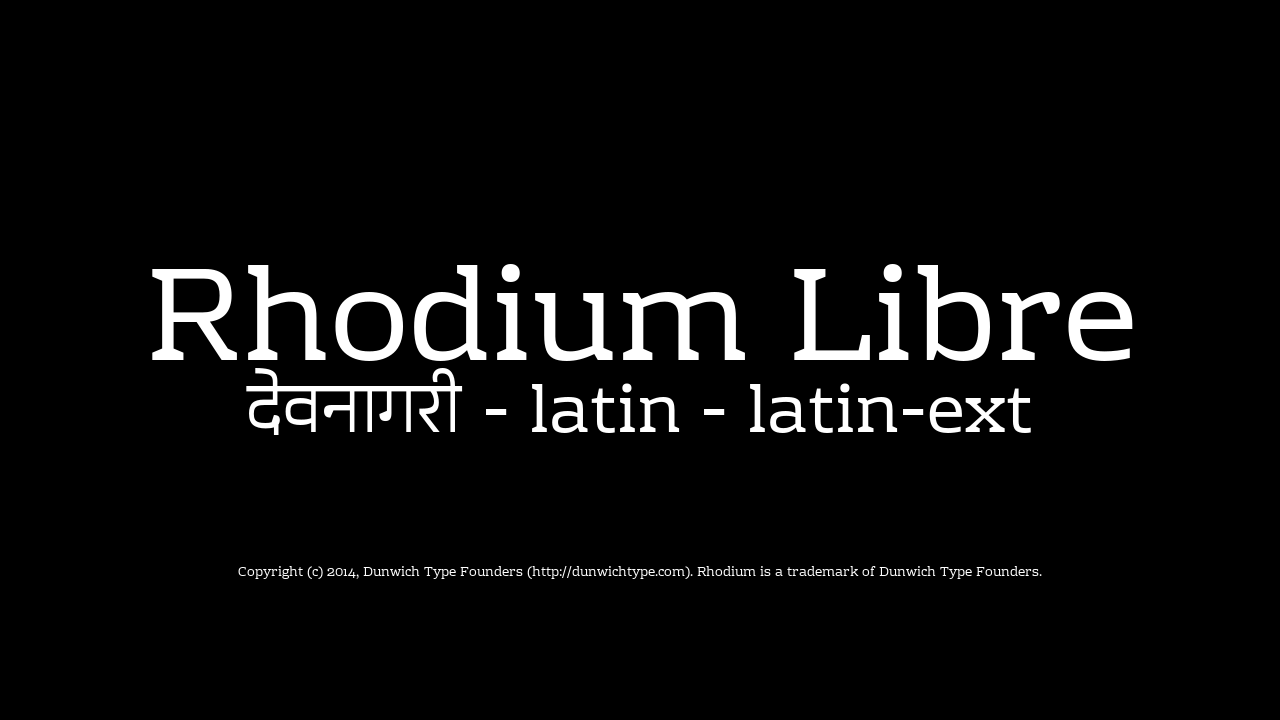 Rhodium Libre
देवनागरी - latin - latin-ext
Copyright (c) 2014, Dunwich Type Founders (http://dunwichtype.com). Rhodium is a trademark of Dunwich Type Founders.